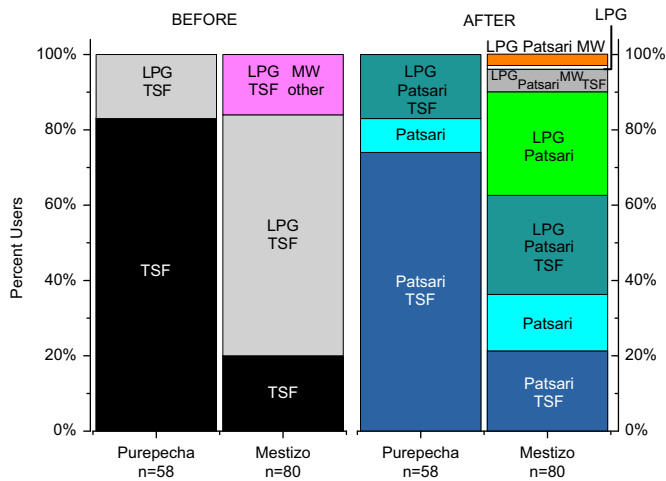 BEFORE
AFTER
LPG
Percent Users
100%
80%
60%
40%
20%
0%
LPG
TSF
TSF
LPG MW
TSF other
LPG
TSF
TSF
LPG
Patsari
TSF
Patsari
Patsari
TSF
LPG Patsari MW
LPG Patsari MW TSF
LPG
Patsari
LPG
Patsari
TSF
Patsari
Patsari
TSF
100%
80%
60%
40%
20%
0%
Purepecha
n=58
Mestizo
n=80
Purepecha
n=58
Mestizo
n=80